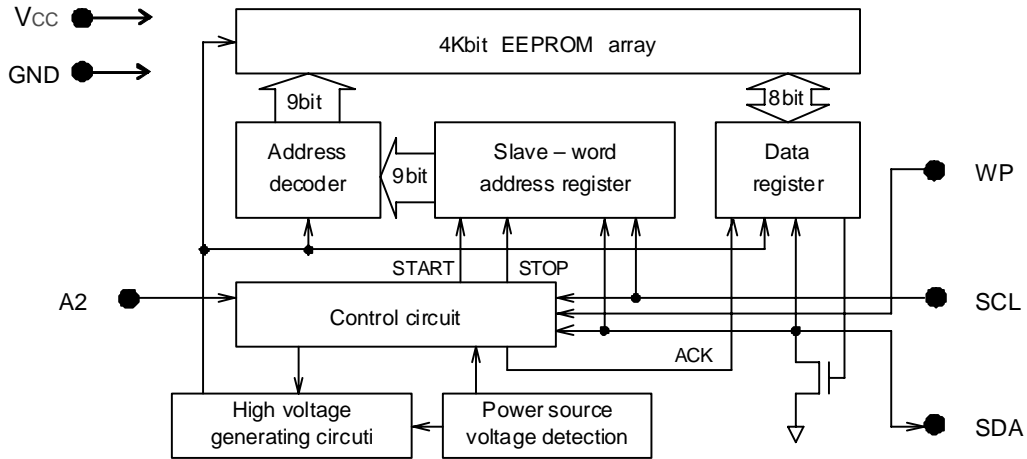 VCC
4Kbit EEPROM array
GND
9bit
8bit
Address
decoder
9bit
Slave – word
address register
Data
register
WP
START
STOP
A2
Control circuit
SCL
ACK
High voltage
generating circuti
Power source
voltage detection
SDA